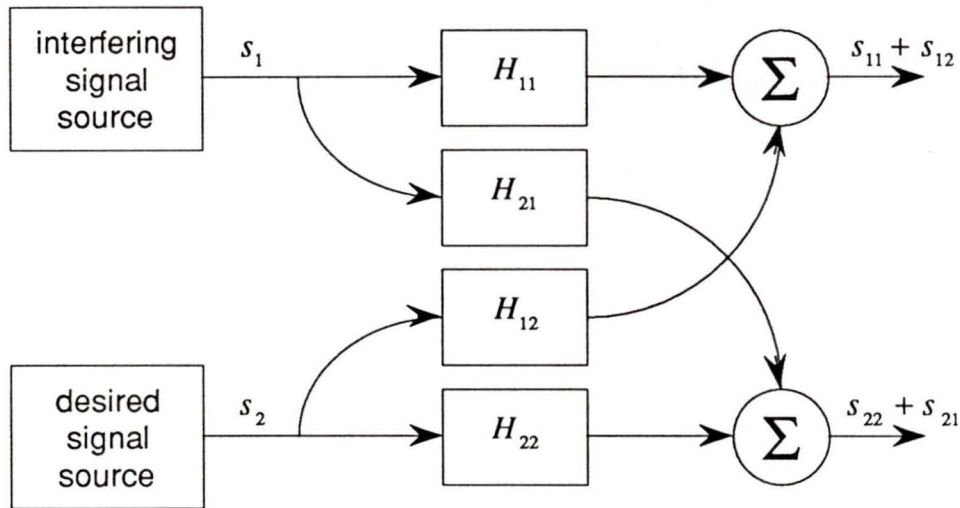 interfering
signal
source
s₁
H₁₁
Σ
s₁₁ + s₁₂
H₂₁
H₁₂
desired
signal
source
s₂
H₂₂
Σ
s₂₂ + s₂₁